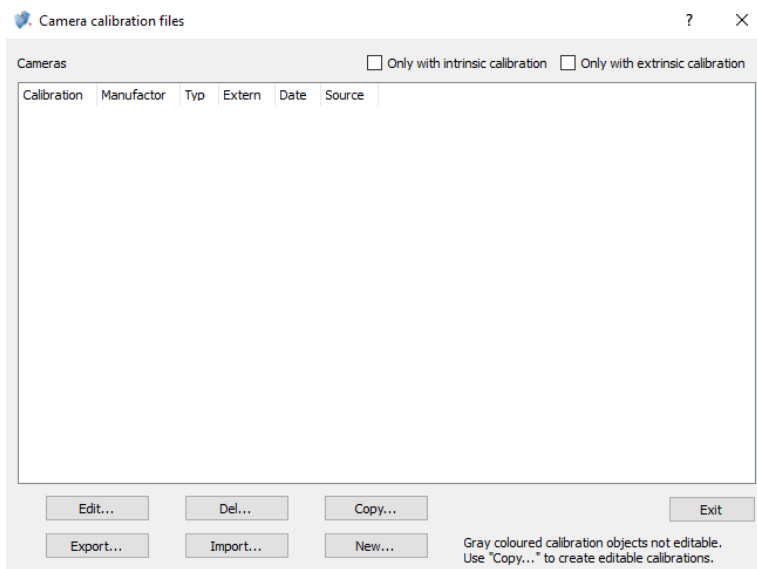 Camera calibration files ?
Cameras Only with intrinsic calibration Only with extrinsic calibration
Calibration Manufactor Typ Extern Date Source
Edit... Del... Copy... Exit
Export... Import... New... Gray coloured calibration objects not editable.
Use "Copy..." to create editable calibrations.